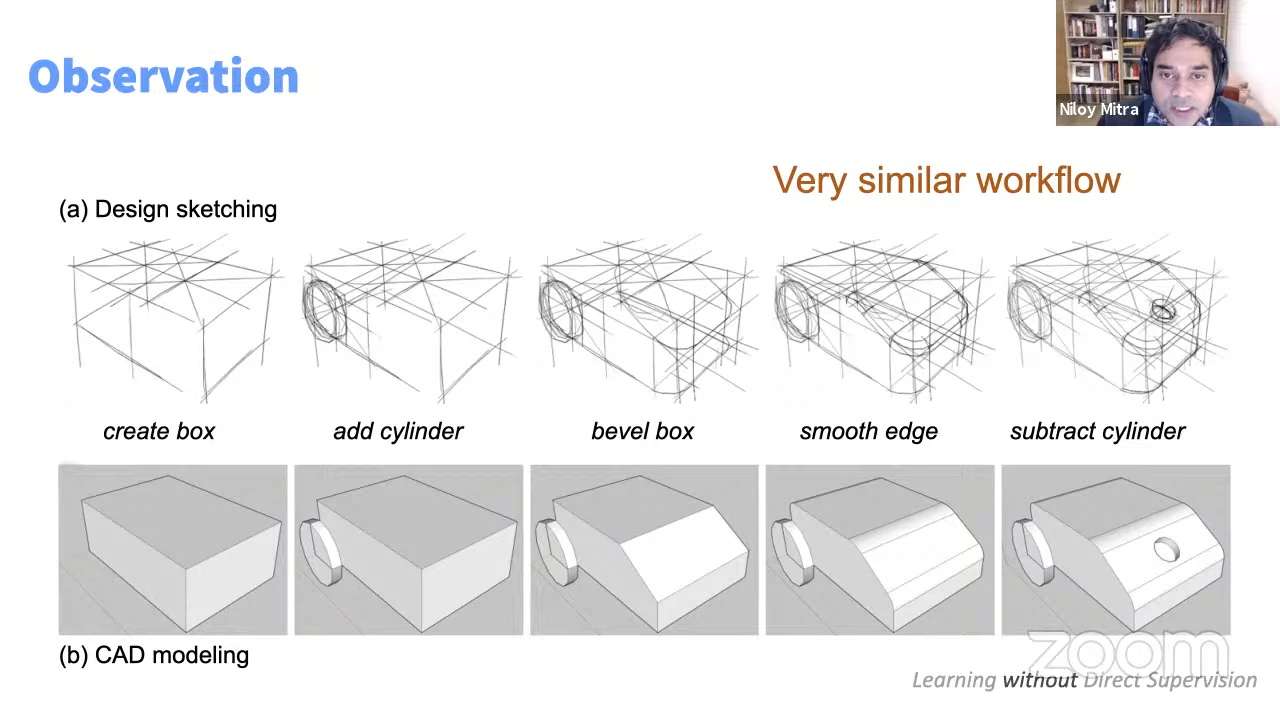 Observation
Niloy Mitra
Very similar workflow
(a) Design sketching
create box
add cylinder
bevel box
smooth edge
subtract cylinder
(b) CAD modeling
zoom
Learning without Direct Supervision